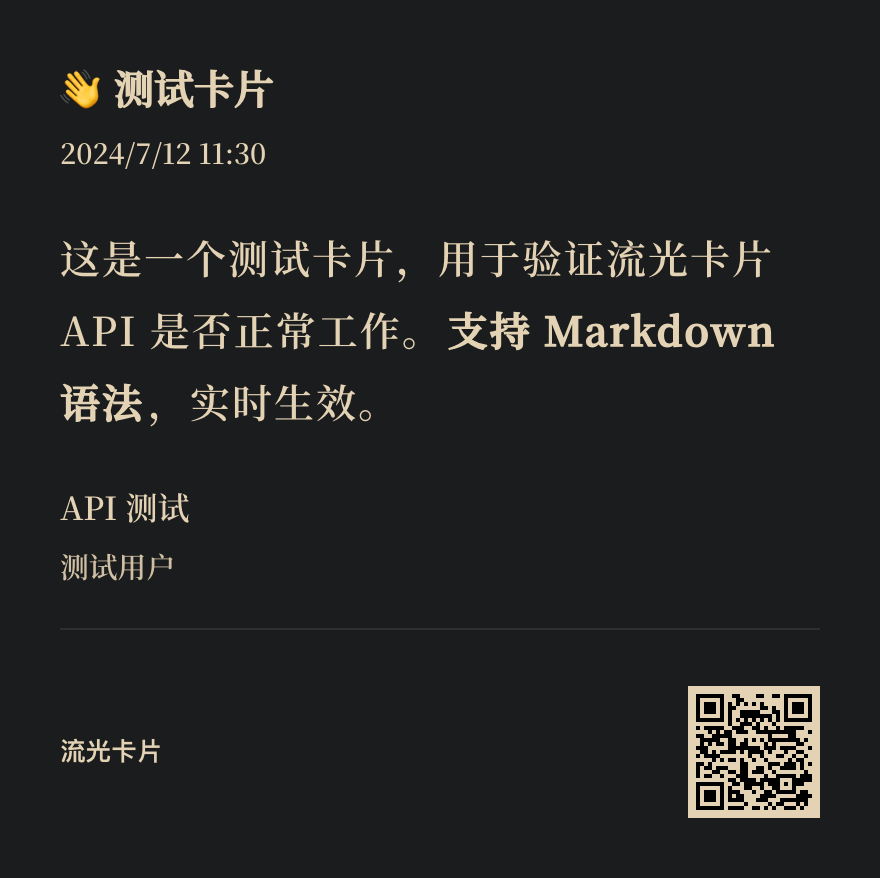 👋 测试卡片
2024/7/12 11:30
这是一个测试卡片，用于验证流光卡片
API 是否正常工作。支持 Markdown
语法，实时生效。
API 测试
测试用户
流光卡片